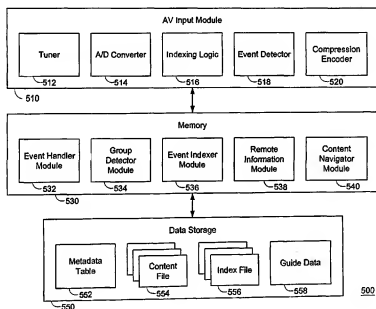 AV Input Module
Tuner
A/D Converter
Indexing Logic
Event Detector
Compression
Encoder
512
514
516
518
520
510
Memory
Event Handler
Module
Group
Detector
Module
Event Indexer
Module
Remote
Information
Module
Content
Navigator
Module
532
534
536
538
540
530
Data Storage
Metadata
Table
Content
File
Index File
Guide Data
552
554
556
558
550
500